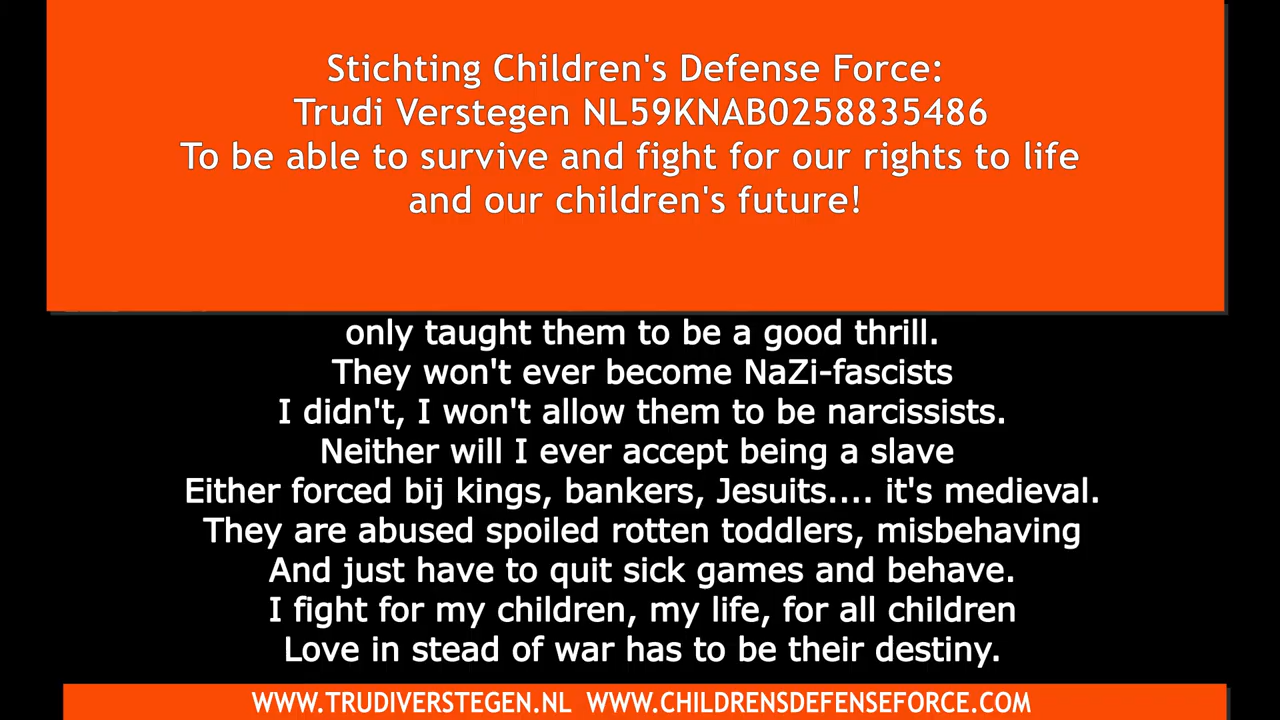 Stichting Children's Defense Force:
Trudi Verstegen NL59KNAB0258835486
To be able to survive and fight for our rights to life
and our children's future!
only taught them to be a good thrill.
They won't ever become NaZi-fascists
I didn't, I won't allow them to be narcissists.
Neither will I ever accept being a slave
Either forced bij kings, bankers, Jesuits.... it's medieval.
They are abused spoiled rotten toddlers, misbehaving
And just have to quit sick games and behave.
I fight for my children, my life, for all children
Love in stead of war has to be their destiny.
WWW.TRUDIVERSTEGEN.NL WWW.CHILDRENSDEFENSEFORCE.COM